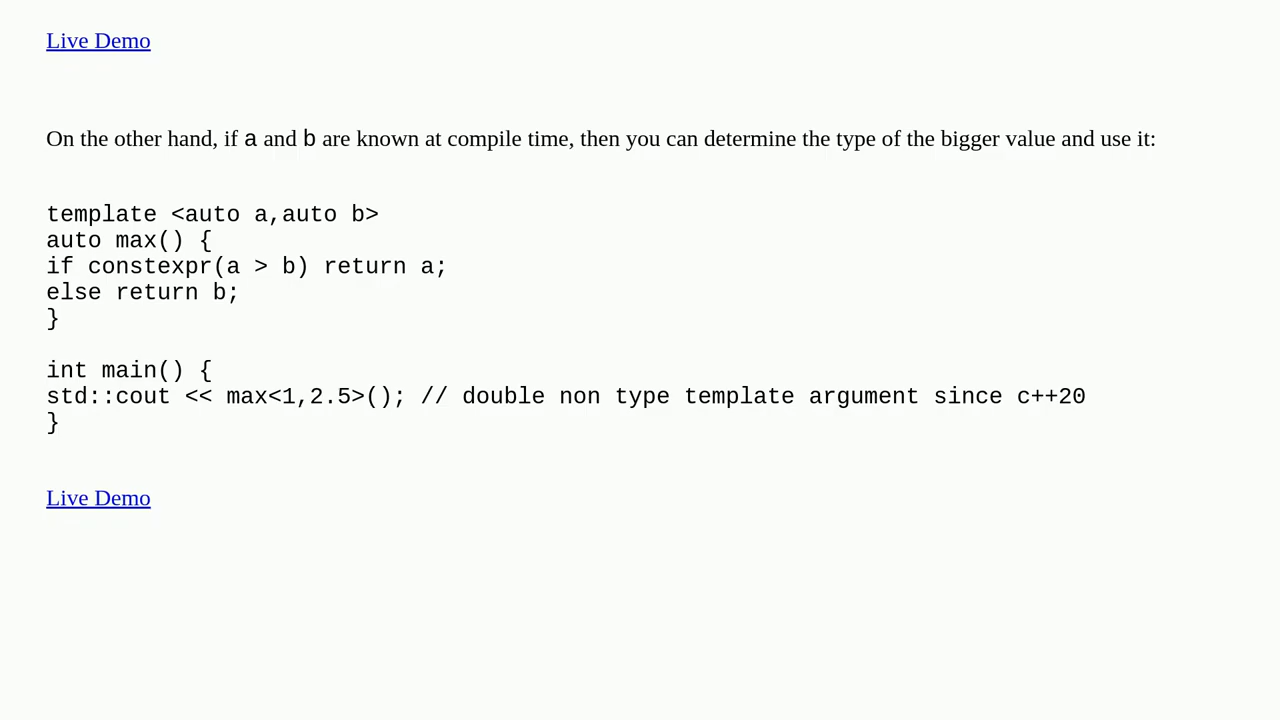 Live Demo
On the other hand, if a and b are known at compile time, then you can determine the type of the bigger value and use it:
template <auto a,auto b>
auto max() {
if constexpr(a > b) return a;
else return b;
}
int main() {
std::cout << max<1,2.5>(); // double non type template argument since c++20
}
Live Demo